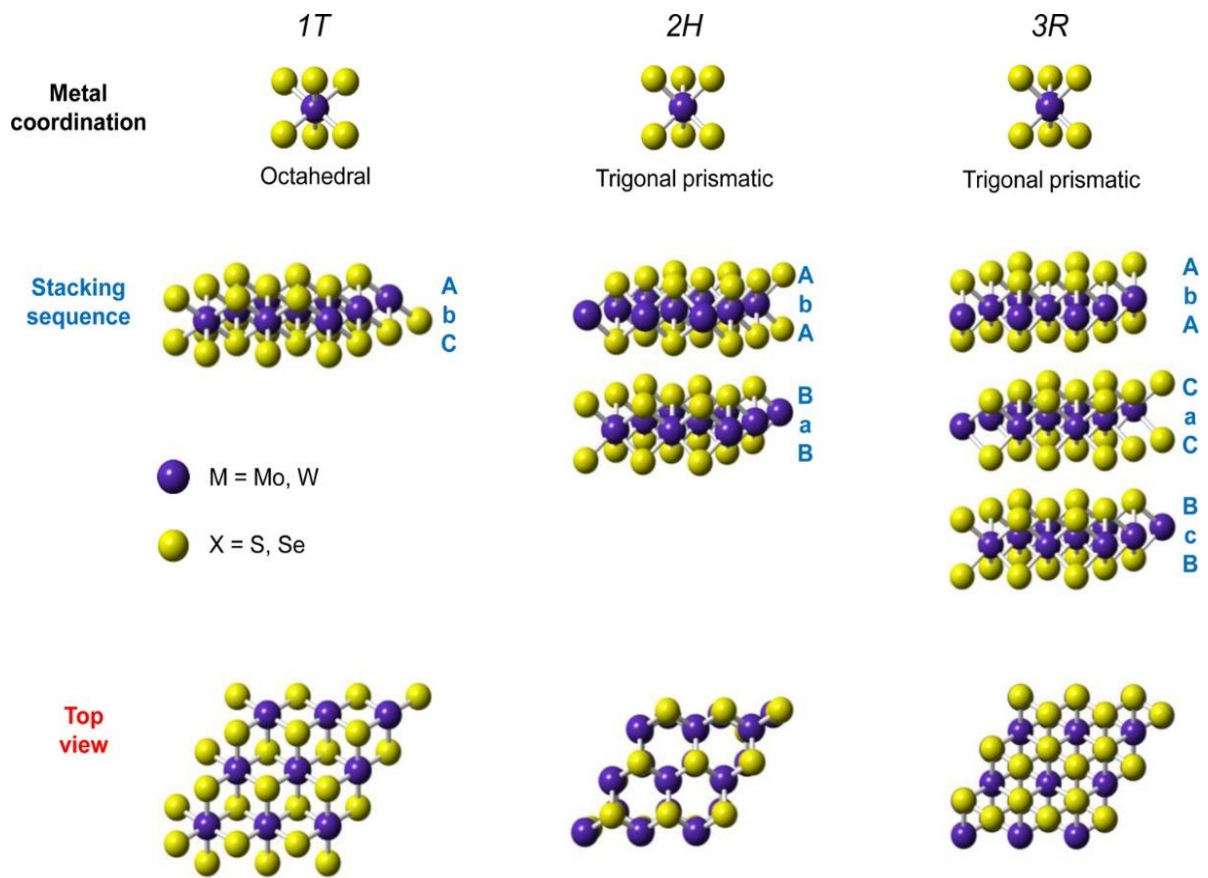 1T 2H 3R
Metal
coordination
Octahedral Trigonal prismatic Trigonal prismatic
Stacking
sequence
A
b
C
A
b
A
B
a
B
A
b
A
C
a
C
B
c
B
M = Mo, W
X = S, Se
Top
view